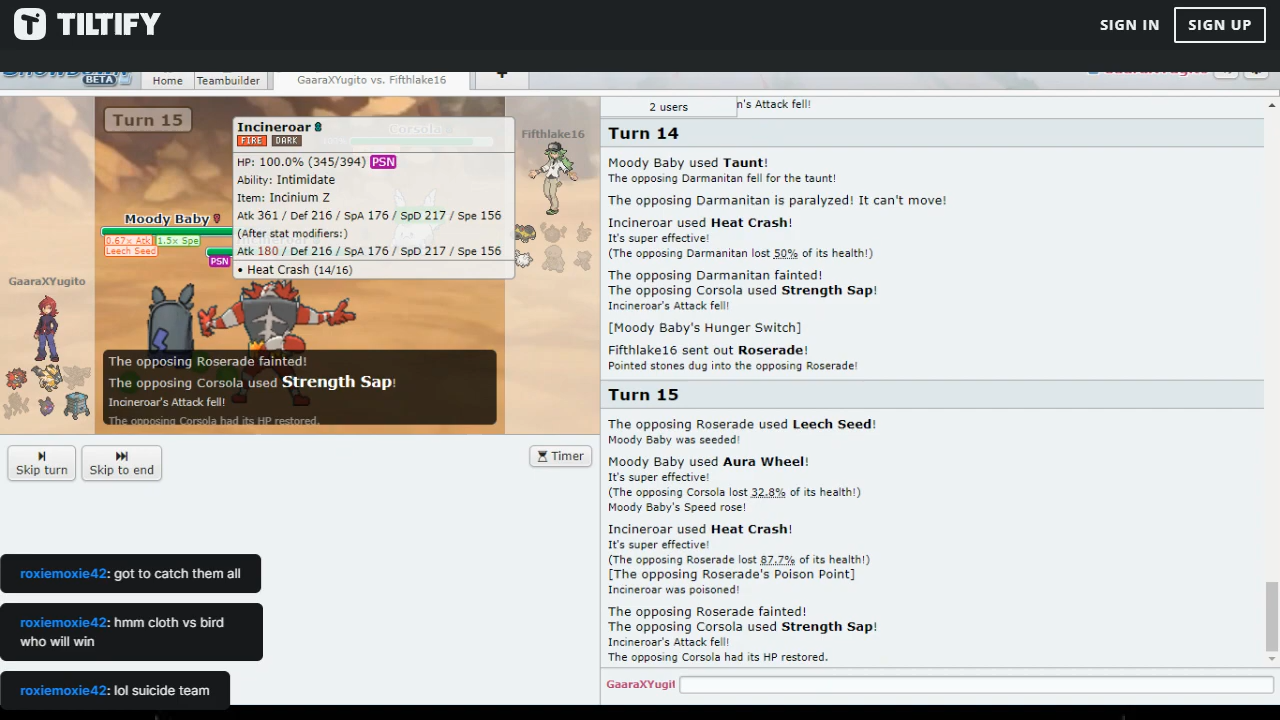 TILTIFY
SIGN IN
SIGN UP
BETA
Home
Teambuilder
GaaraXYugito vs. Fifthlake16
+
Turn 15
Incineroar
FIRE DARK
HP: 100.0% (345/394) PSN
Ability: Intimidate
Item: Incinium Z
Atk 361 / Def 216 / SpA 176 / SpD 217 / Spe 156
(After stat modifiers:)
Atk 180 / Def 216 / SpA 176 / SpD 217 / Spe 156
• Heat Crash (14/16)
Corsola
Fifthlake16
Moody Baby
0.67x Atk 1.5x Spe
Leech Seed
PSN
GaaraXYugito
The opposing Roserade fainted!
The opposing Corsola used Strength Sap!
Incineroar's Attack fell!
The opposing Corsola had its HP restored.
Skip turn
Skip to end
Timer
roxiemoxie42: got to catch them all
roxiemoxie42: hmm cloth vs bird
who will win
roxiemoxie42: lol suicide team
2 users
n's Attack fell!
Turn 14
Moody Baby used Taunt!
The opposing Darmanitan fell for the taunt!
The opposing Darmanitan is paralyzed! It can't move!
Incineroar used Heat Crash!
It's super effective!
(The opposing Darmanitan lost 50% of its health!)
The opposing Darmanitan fainted!
The opposing Corsola used Strength Sap!
Incineroar's Attack fell!
[Moody Baby's Hunger Switch]
Fifthlake16 sent out Roserade!
Pointed stones dug into the opposing Roserade!
Turn 15
The opposing Roserade used Leech Seed!
Moody Baby was seeded!
Moody Baby used Aura Wheel!
It's super effective!
(The opposing Corsola lost 32.8% of its health!)
Moody Baby's Speed rose!
Incineroar used Heat Crash!
It's super effective!
(The opposing Roserade lost 87.7% of its health!)
[The opposing Roserade's Poison Point]
Incineroar was poisoned!
The opposing Roserade fainted!
The opposing Corsola used Strength Sap!
Incineroar's Attack fell!
The opposing Corsola had its HP restored.
GaaraXYugit